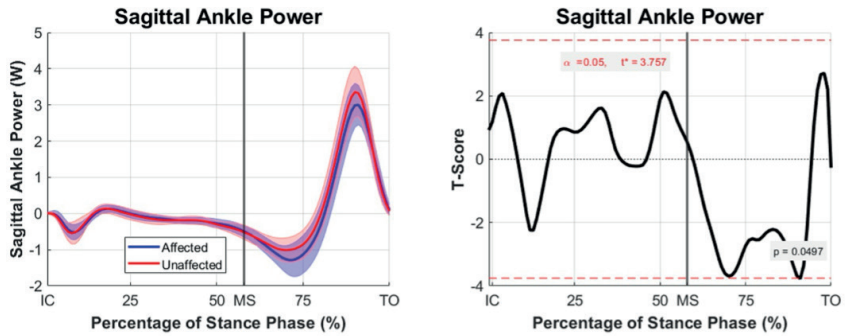 Sagittal Ankle Power
Sagittal Ankle Power (W)
5
4
3
2
1
0
-1
-2
Affected
Unaffected
IC 25 50 MS 75 TO
Percentage of Stance Phase (%)
Sagittal Ankle Power
T-Score
4
2
0
-2
-4
α =0.05, t* = 3.757
p = 0.0497
IC 25 50 MS 75 TO
Percentage of Stance Phase (%)